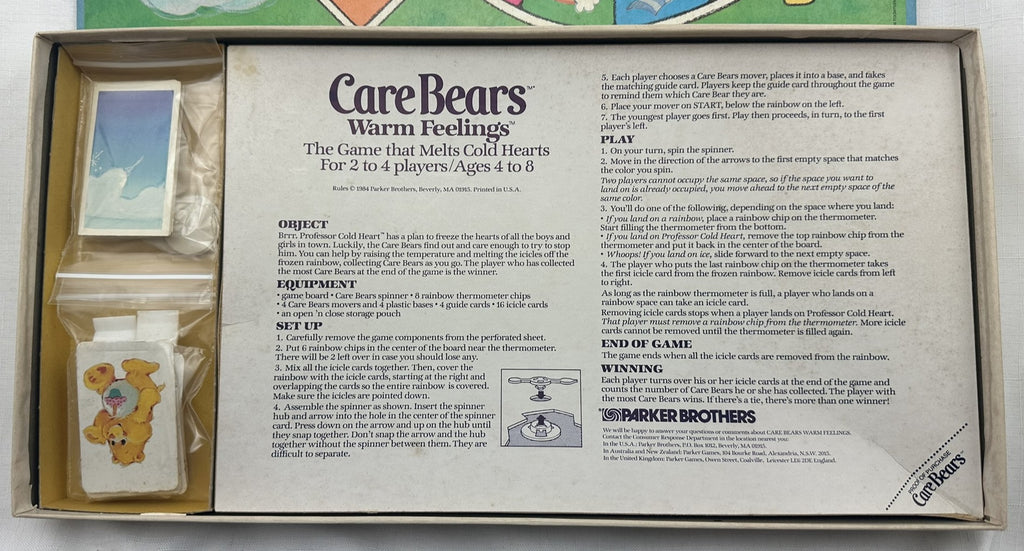 Care Bears™
Warm Feelings™
The Game that Melts Cold Hearts
For 2 to 4 players/Ages 4 to 8
Rules © 1984 Parker Brothers, Beverly, MA 01915. Printed in U.S.A.
OBJECT
Brrr. Professor Cold Heart™ has a plan to freeze the hearts of all the boys and
girls in town. Luckily, the Care Bears find out and care enough to try to stop
him. You can help by raising the temperature and melting the icicles off the
frozen rainbow, collecting Care Bears as you go. The player who has collected
the most Care Bears at the end of the game is the winner.
EQUIPMENT
• game board • Care Bears spinner • 8 rainbow thermometer chips
• 4 Care Bears movers and 4 plastic bases • 4 guide cards • 16 icicle cards
• an open 'n close storage pouch
SET UP
1. Carefully remove the game components from the perforated sheet.
2. Put 6 rainbow chips in the center of the board near the thermometer.
There will be 2 left over in case you should lose any.
3. Mix all the icicle cards together. Then, cover the
rainbow with the icicle cards, starting at the right and
overlapping the cards so the entire rainbow is covered.
Make sure the icicles are pointed down.
4. Assemble the spinner as shown. Insert the spinner
hub and arrow into the hole in the center of the spinner
card. Press down on the arrow and up on the hub until
they snap together. Don't snap the arrow and the hub
together without the spinner between them. They are
difficult to separate.
5. Each player chooses a Care Bears mover, places it into a base, and takes
the matching guide card. Players keep the guide card throughout the game
to remind them which Care Bear they are.
6. Place your mover on START, below the rainbow on the left.
7. The youngest player goes first. Play then proceeds, in turn, to the first
player's left.
PLAY
1. On your turn, spin the spinner.
2. Move in the direction of the arrows to the first empty space that matches
the color you spin.
Two players cannot occupy the same space, so if the space you want to
land on is already occupied, you move ahead to the next empty space of the
same color.
3. You'll do one of the following, depending on the space where you land:
• If you land on a rainbow, place a rainbow chip on the thermometer.
Start filling the thermometer from the bottom.
• If you land on Professor Cold Heart, remove the top rainbow chip from the
thermometer and put it back in the center of the board.
• Whoops! If you land on ice, slide forward to the next empty space.
4. The player who puts the last rainbow chip on the thermometer takes
the first icicle card from the frozen rainbow. Remove icicle cards from left
to right.
As long as the rainbow thermometer is full, a player who lands on a
rainbow space can take an icicle card.
Removing icicle cards stops when a player lands on Professor Cold Heart.
That player must remove a rainbow chip from the thermometer. More icicle
cards cannot be removed until the thermometer is filled again.
END OF GAME
The game ends when all the icicle cards are removed from the rainbow.
WINNING
Each player turns over his or her icicle cards at the end of the game and
counts the number of Care Bears he or she has collected. The player with
the most Care Bears wins. If there's a tie, there's more than one winner!
PARKER BROTHERS
We will be happy to answer your questions or comments about CARE BEARS WARM FEELINGS.
Contact the Consumer Response Department in the location nearest you:
In the U.S.A.: Parker Brothers, P.O. Box 1012, Beverly, MA 01915.
In Australia and New Zealand: Parker Games, 104 Bourke Road, Alexandria, N.S.W. 2015.
In the United Kingdom: Parker Games, Owen Street, Coalville, Leicester LE6 2DE England.
PROOF OF PURCHASE
Care Bears™